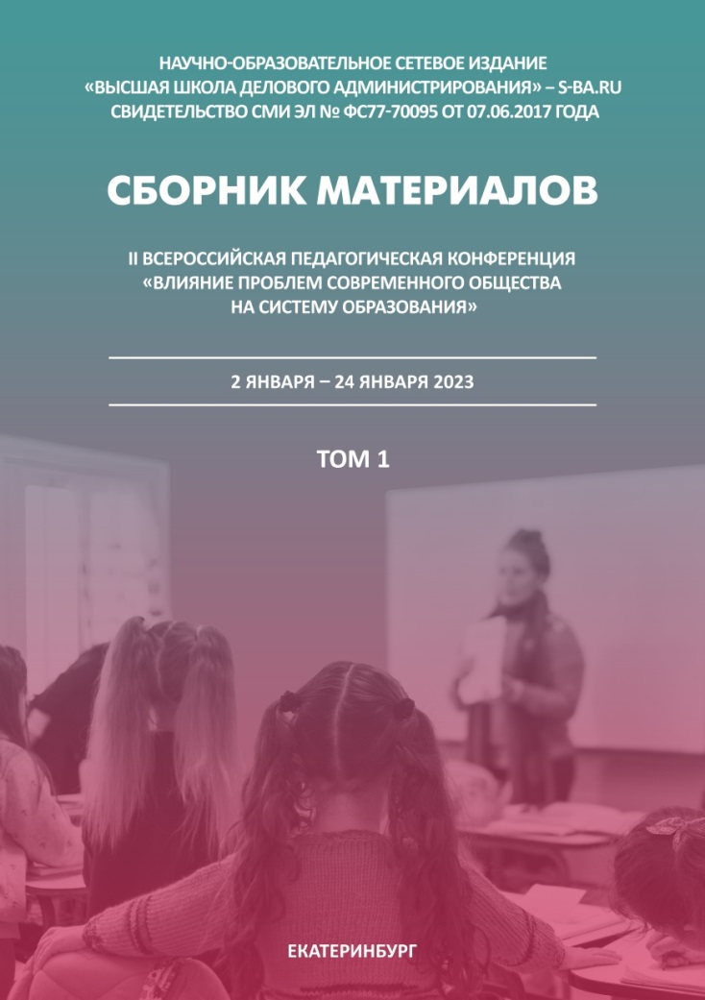 НАУЧНО-ОБРАЗОВАТЕЛЬНОЕ СЕТЕВОЕ ИЗДАНИЕ
«ВЫСШАЯ ШКОЛА ДЕЛОВОГО АДМИНИСТРИРОВАНИЯ» – S-BA.RU
СВИДЕТЕЛЬСТВО СМИ ЭЛ № ФС77-70095 ОТ 07.06.2017 ГОДА
СБОРНИК МАТЕРИАЛОВ
II ВСЕРОССИЙСКАЯ ПЕДАГОГИЧЕСКАЯ КОНФЕРЕНЦИЯ
«ВЛИЯНИЕ ПРОБЛЕМ СОВРЕМЕННОГО ОБЩЕСТВА
НА СИСТЕМУ ОБРАЗОВАНИЯ»
2 ЯНВАРЯ – 24 ЯНВАРЯ 2023
ТОМ 1
ЕКАТЕРИНБУРГ